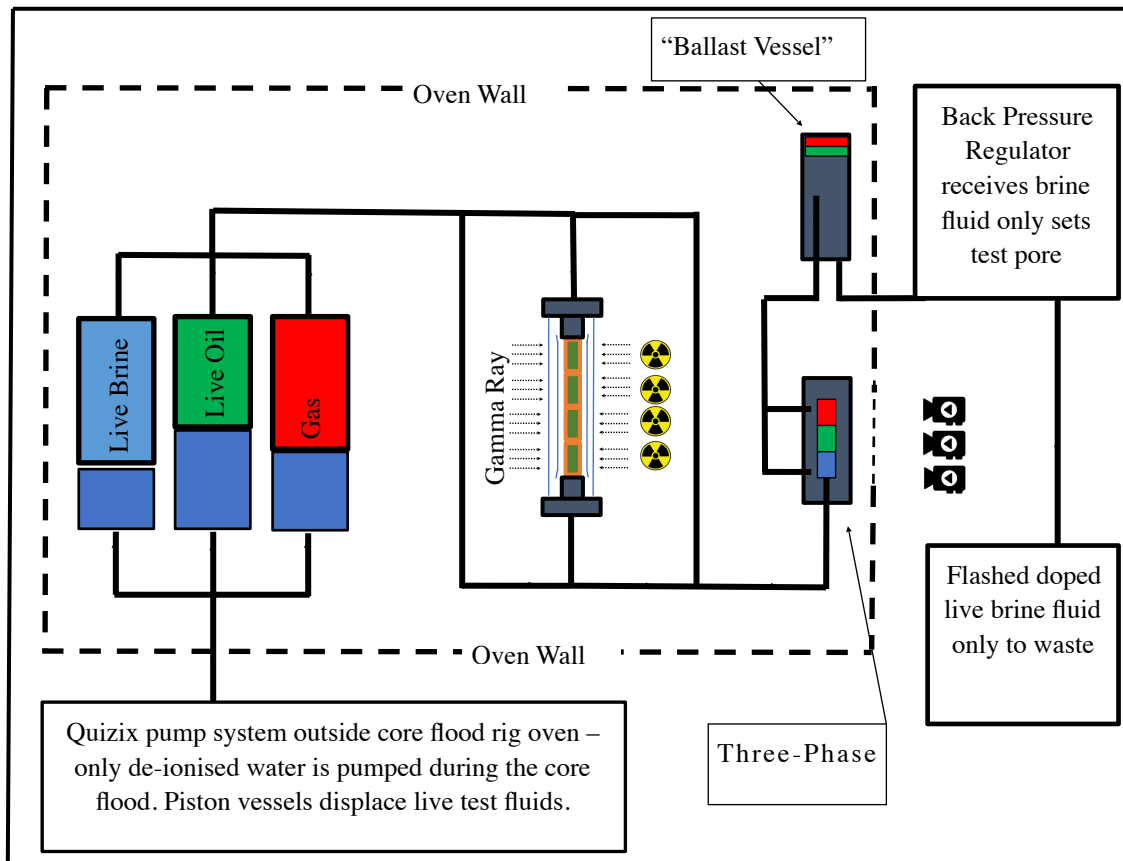 “Ballast Vessel”
Oven Wall
Back Pressure
Regulator
receives brine
fluid only sets
test pore
Live Brine
Live Oil
Gas
Gamma Ray
Oven Wall
Flashed doped
live brine fluid
only to waste
Quizix pump system outside core flood rig oven –
only de-ionised water is pumped during the core
flood. Piston vessels displace live test fluids.
Three-Phase